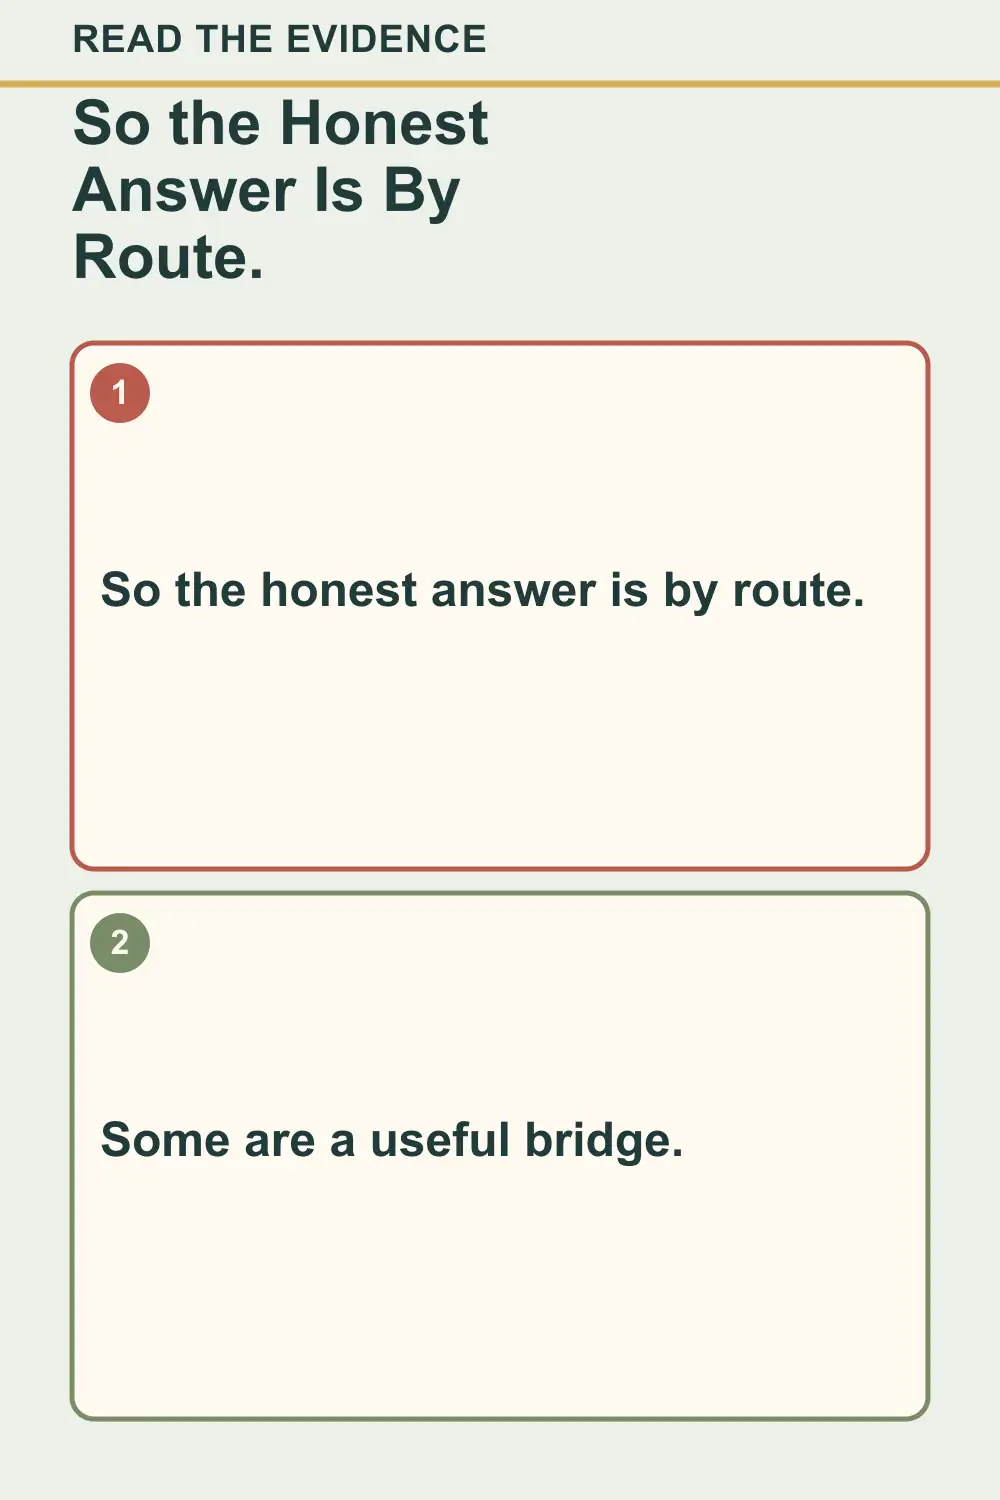 READ THE EVIDENCE
So the Honest
Answer Is By
Route.
1
So the honest answer is by route.
2
Some are a useful bridge.